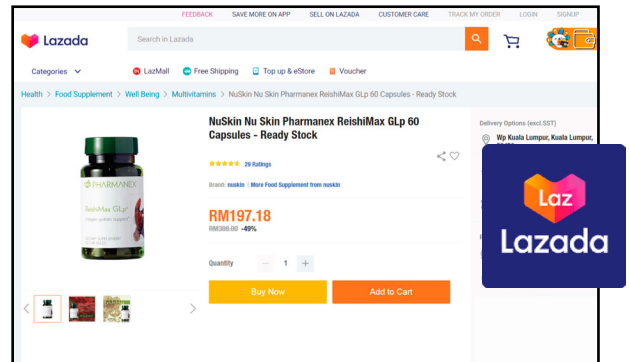 FEEDBACK SAVE MORE ON APP SELL ON LAZADA CUSTOMER CARE TRACK MY ORDER LOGIN SIGNUP
Lazada
Search in Lazada
Categories LazMall Free Shipping Top up & eStore Voucher
Health > Food Supplement > Well Being > Multivitamins > NuSkin Nu Skin Pharmanex ReishiMax GLp 60 Capsules - Ready Stock
NuSkin Nu Skin Pharmanex ReishiMax GLp 60
Capsules - Ready Stock
29 Ratings
Brand: nuskin | More Food Supplement from nuskin
RM197.18
-49%
Quantity - 1 +
Buy Now Add to Cart
PHARMANEX
ReishiMax GLp
Delivery Options (excl.SST)
Wp Kuala Lumpur, Kuala Lumpur,
Laz
Lazada